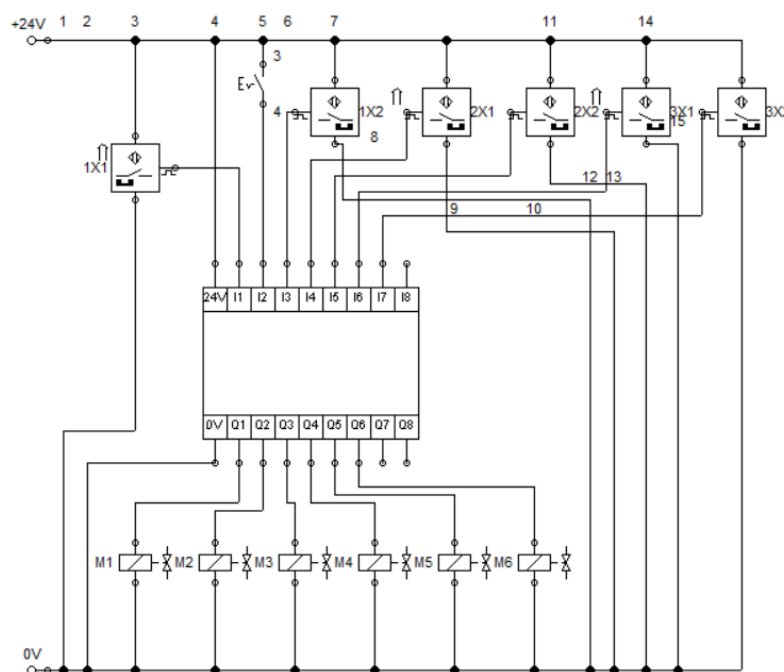 +24V 1 2 3 4 5 6 7 11 14
3
4 1X2 2X1 2X2 3X1 3X2
8 15
1X1
12 13
9 10
24V I1 I2 I3 I4 I5 I6 I7 I8
0V Q1 Q2 Q3 Q4 Q5 Q6 Q7 Q8
M1 M2 M3 M4 M5 M6
0V